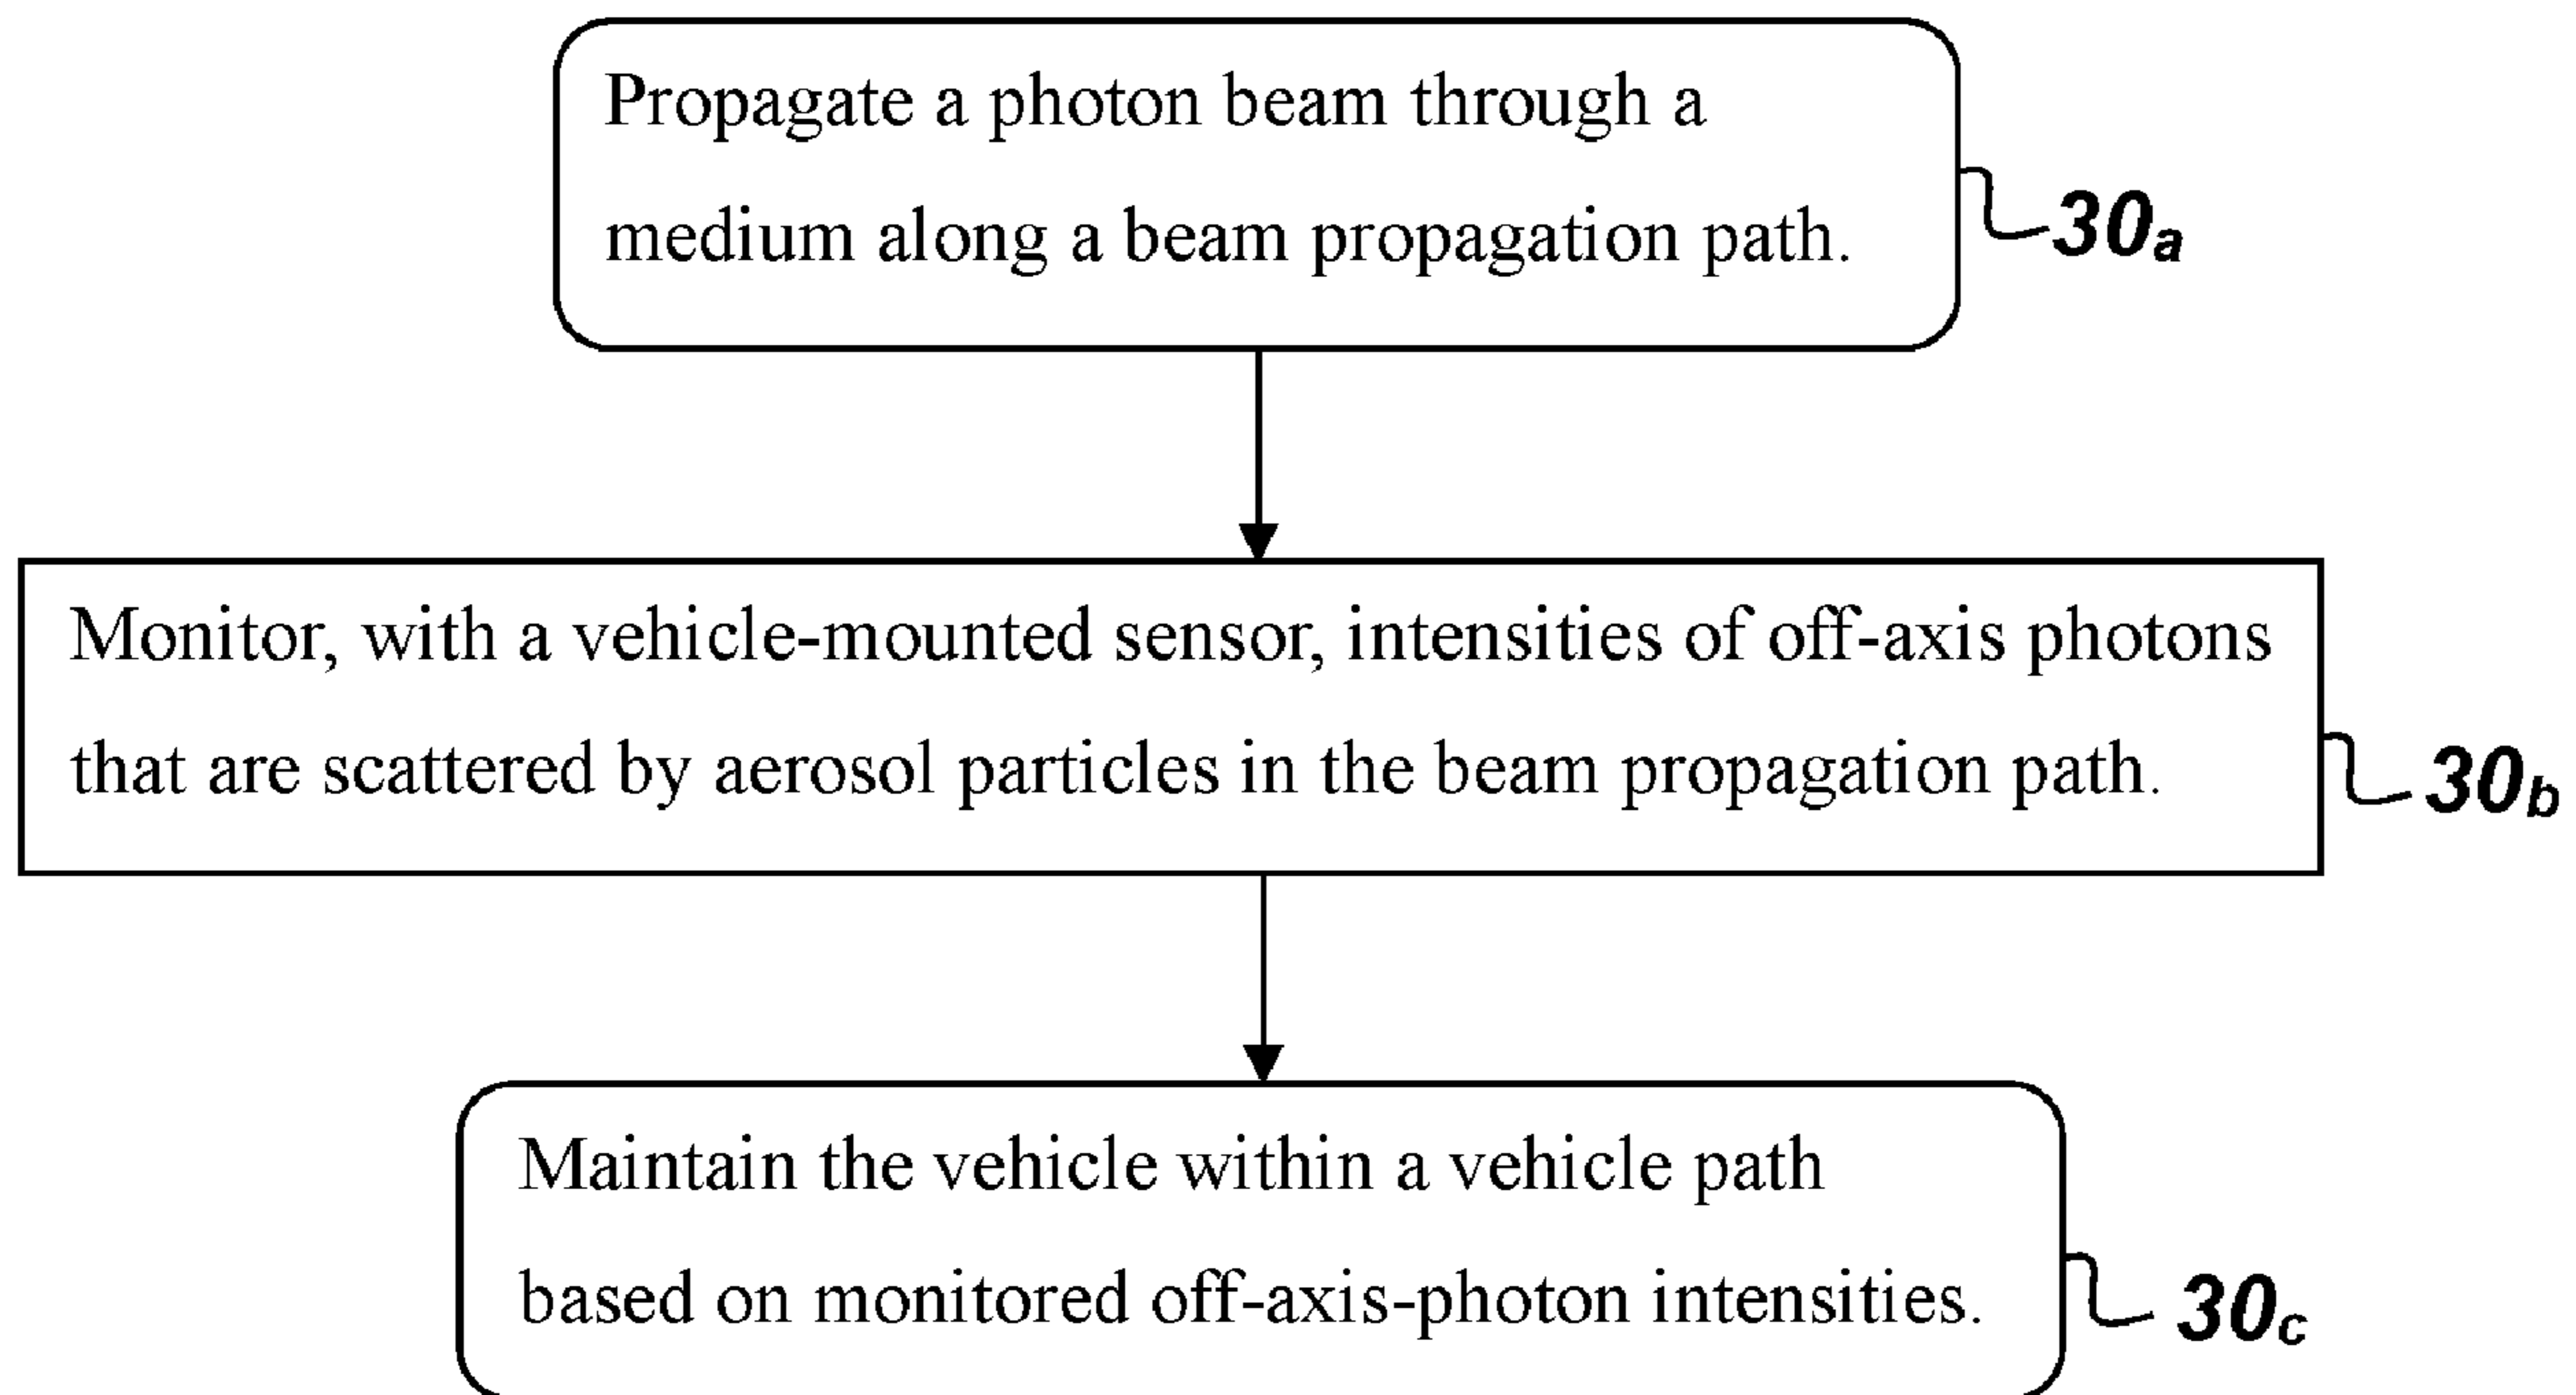 Propagate a photon beam through a
medium along a beam propagation path.
30a
Monitor, with a vehicle-mounted sensor, intensities of off-axis photons
that are scattered by aerosol particles in the beam propagation path.
30b
Maintain the vehicle within a vehicle path
based on monitored off-axis-photon intensities.
30c